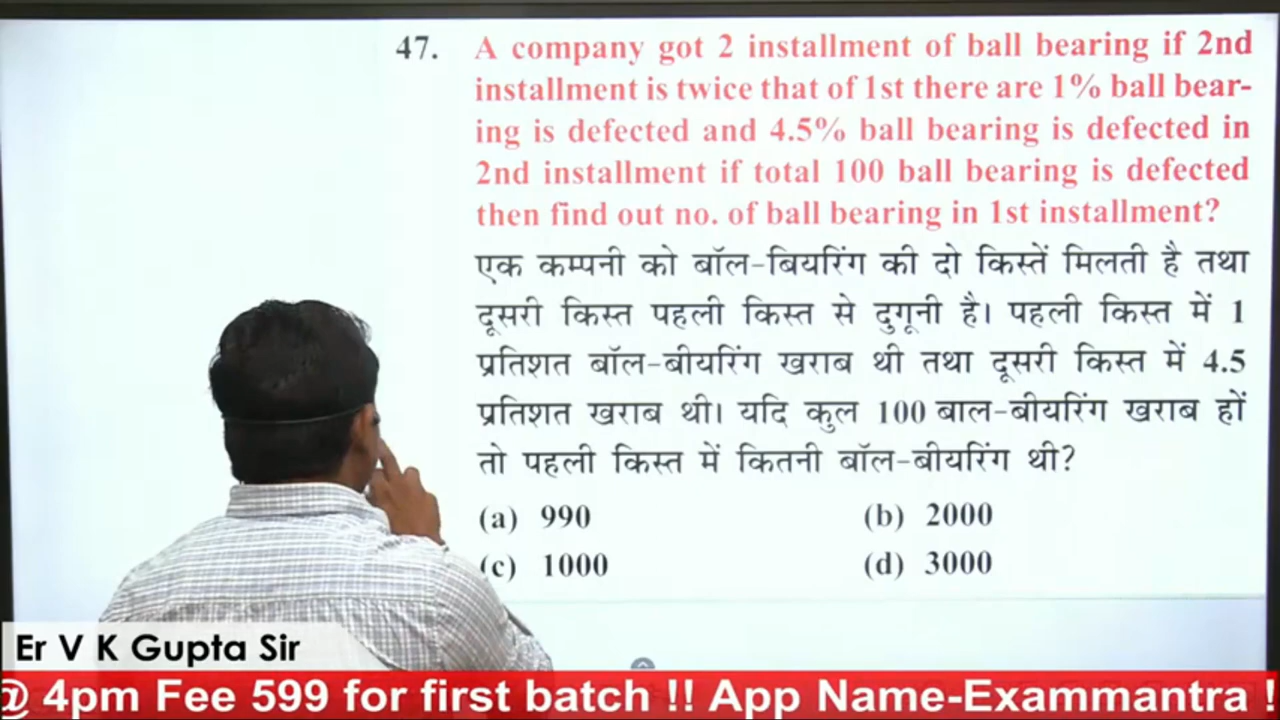 47. A company got 2 installment of ball bearing if 2nd
installment is twice that of 1st there are 1% ball bear-
ing is defected and 4.5% ball bearing is defected in
2nd installment if total 100 ball bearing is defected
then find out no. of ball bearing in 1st installment?
एक कम्पनी को बॉल-बियरिंग की दो किस्तें मिलती है तथा
दूसरी किस्त पहली किस्त से दुगूनी है। पहली किस्त में 1
प्रतिशत बॉल-बीयरिंग खराब थी तथा दूसरी किस्त में 4.5
प्रतिशत खराब थी। यदि कुल 100 बाल-बीयरिंग खराब हों
तो पहली किस्त में कितनी बॉल-बीयरिंग थी?
(a) 990 (b) 2000
(c) 1000 (d) 3000
Er V K Gupta Sir
@ 4pm Fee 599 for first batch !! App Name-Exammantra !